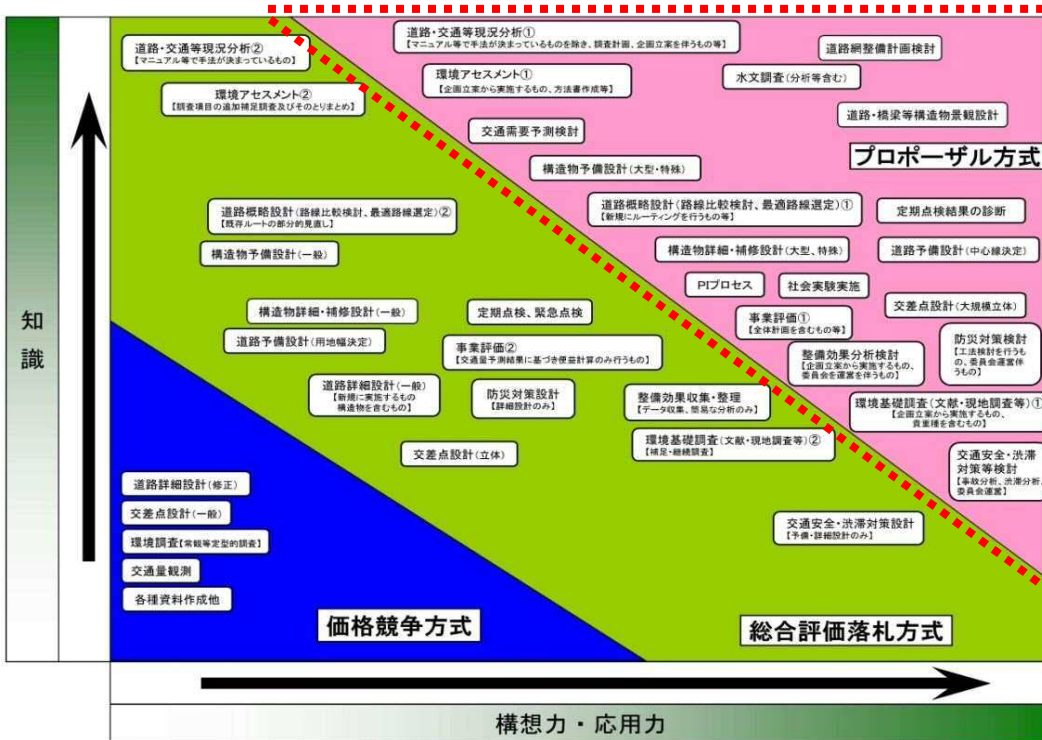 道路・交通等現況分析①
【マニュアル等で手法が決まっているものを除き、調査計画、企画立案を伴うもの等】
道路・交通等現況分析②
【マニュアル等で手法が決まっているもの】
道路網整備計画検討
環境アセスメント①
【企画立案から実施するもの、方法書作成等】
水文調査(分析等含む)
環境アセスメント②
【調査項目の追加補足調査及びそのとりまとめ】
道路・橋梁等構造物景観設計
交通需要予測検討
プロポーザル方式
構造物予備設計(大型・特殊)
道路概略設計(路線比較検討、最適路線選定)①
【新規にルーティングを行うもの等】
定期点検結果の診断
道路概略設計(路線比較検討、最適路線選定)②
【既存ルートの部分的見直し】
構造物予備設計(一般)
構造物詳細・補修設計(大型、特殊)
道路予備設計(中心線決定)
PIプロセス
社会実験実施
交差点設計(大規模立体)
構造物詳細・補修設計(一般)
定期点検、緊急点検
事業評価①
【全体計画を含むもの等】
道路予備設計(用地幅決定)
事業評価②
【交通量予測結果に基づき便益計算のみ行うもの】
整備効果分析検討
【企画立案から実施するもの、
委員会を運営を伴うもの】
防災対策検討
【工法検討を行うも
の、委員会運営伴
うもの】
道路詳細設計(一般)
【新規に実施するもの
構造物を含むもの】
防災対策設計
【詳細設計のみ】
整備効果収集・整理
【データ収集、簡易な分析のみ】
環境基礎調査(文献・現地調査等)①
【企画立案から実施するもの、
貴重種を含むもの】
環境基礎調査(文献・現地調査等)②
【補足・継続調査】
交差点設計(立体)
交通安全・渋滞
対策等検討
【事故分析、渋滞分析、
委員会運営】
道路詳細設計(修正)
交差点設計(一般)
環境調査【常観等定型的調査】
交通量観測
各種資料作成他
交通安全・渋滞対策設計
【予備・詳細設計のみ】
価格競争方式
総合評価落札方式
知識
構想力・応用力